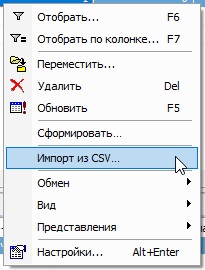 Отобрать... F6
Отобрать по колонке... F7
Переместить...
Удалить Del
Обновить F5
Сформировать...
Импорт из CSV...
Обмен
Вид
Представления
Настройки... Alt+Enter